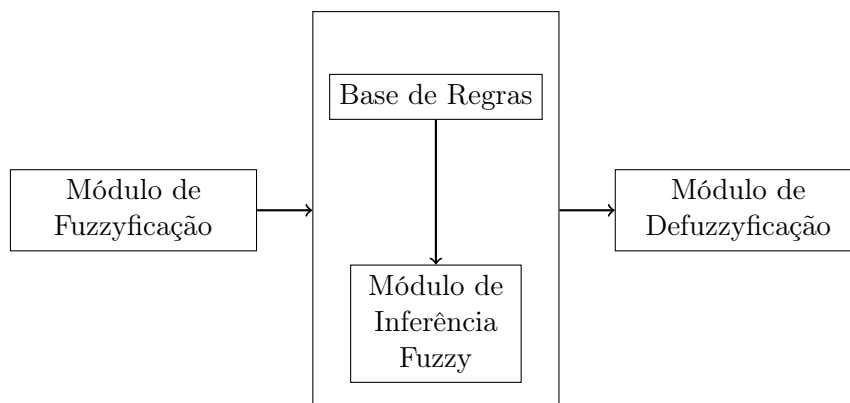 Base de Regras
Módulo de
Fuzzyficação
Módulo de
Inferência
Fuzzy
Módulo de
Defuzzyficação